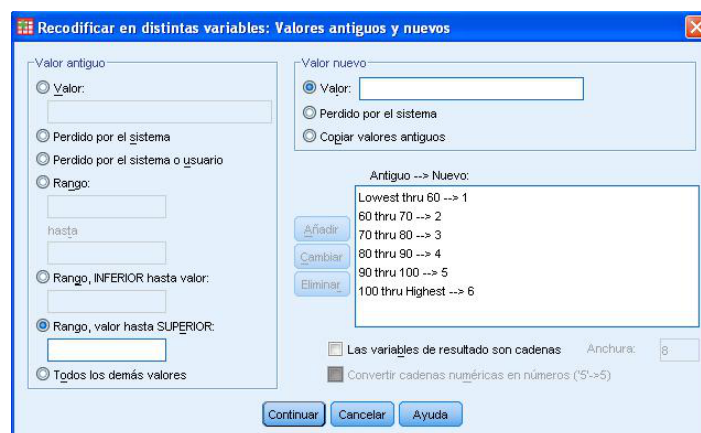 Recodificar en distintas variables: Valores antiguos y nuevos
Valor antiguo
Valor:
Perdido por el sistema
Perdido por el sistema o usuario
Rango:
hasta
Rango, INFERIOR hasta valor:
Rango, valor hasta SUPERIOR:
Todos los demás valores
Valor nuevo
Valor:
Perdido por el sistema
Copiar valores antiguos
Antiguo --> Nuevo:
Añadir
Cambiar
Eliminar
Lowest thru 60 --> 1
60 thru 70 --> 2
70 thru 80 --> 3
80 thru 90 --> 4
90 thru 100 --> 5
100 thru Highest --> 6
Las variables de resultado son cadenas
Anchura:
8
Convertir cadenas numéricas en números ('5'->5)
Continuar
Cancelar
Ayuda